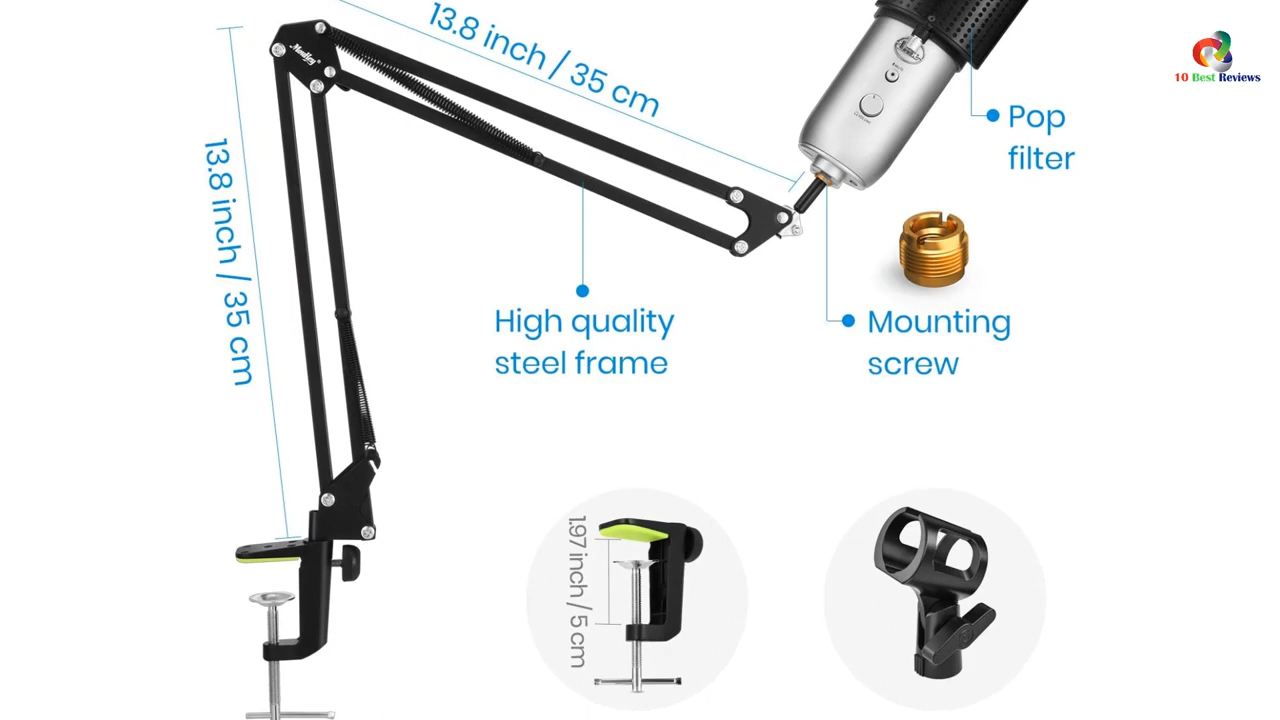 13.8 inch / 35 cm
10 Best Reviews
Pop
filter
13.8 inch / 35 cm
High quality
steel frame
Mounting
screw
1.97 inch / 5 cm